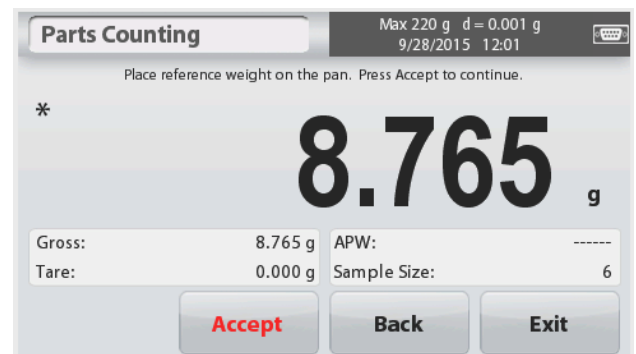 Parts Counting
Max 220 g d = 0.001 g
9/28/2015 12:01
Place reference weight on the pan. Press Accept to continue.
*
8.765 g
Gross: 8.765 g APW: ------
Tare: 0.000 g Sample Size: 6
Accept Back Exit